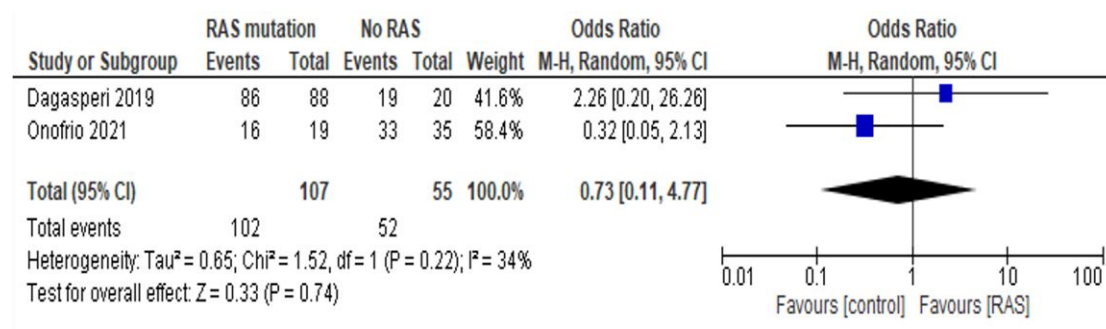 RAS mutation No RAS Odds Ratio Odds Ratio
Study or Subgroup Events Total Events Total Weight M-H, Random, 95% CI M-H, Random, 95% CI
Dagasperi 2019 86 88 19 20 41.6% 2.26 [0.20, 26.26]
Onofrio 2021 16 19 33 35 58.4% 0.32 [0.05, 2.13]
Total (95% CI) 107 55 100.0% 0.73 [0.11, 4.77]
Total events 102 52
Heterogeneity: Tau² = 0.65; Chi² = 1.52, df = 1 (P = 0.22); I² = 34%
Test for overall effect: Z = 0.33 (P = 0.74)
0.01 0.1 1 10 100
Favours [control] Favours [RAS]